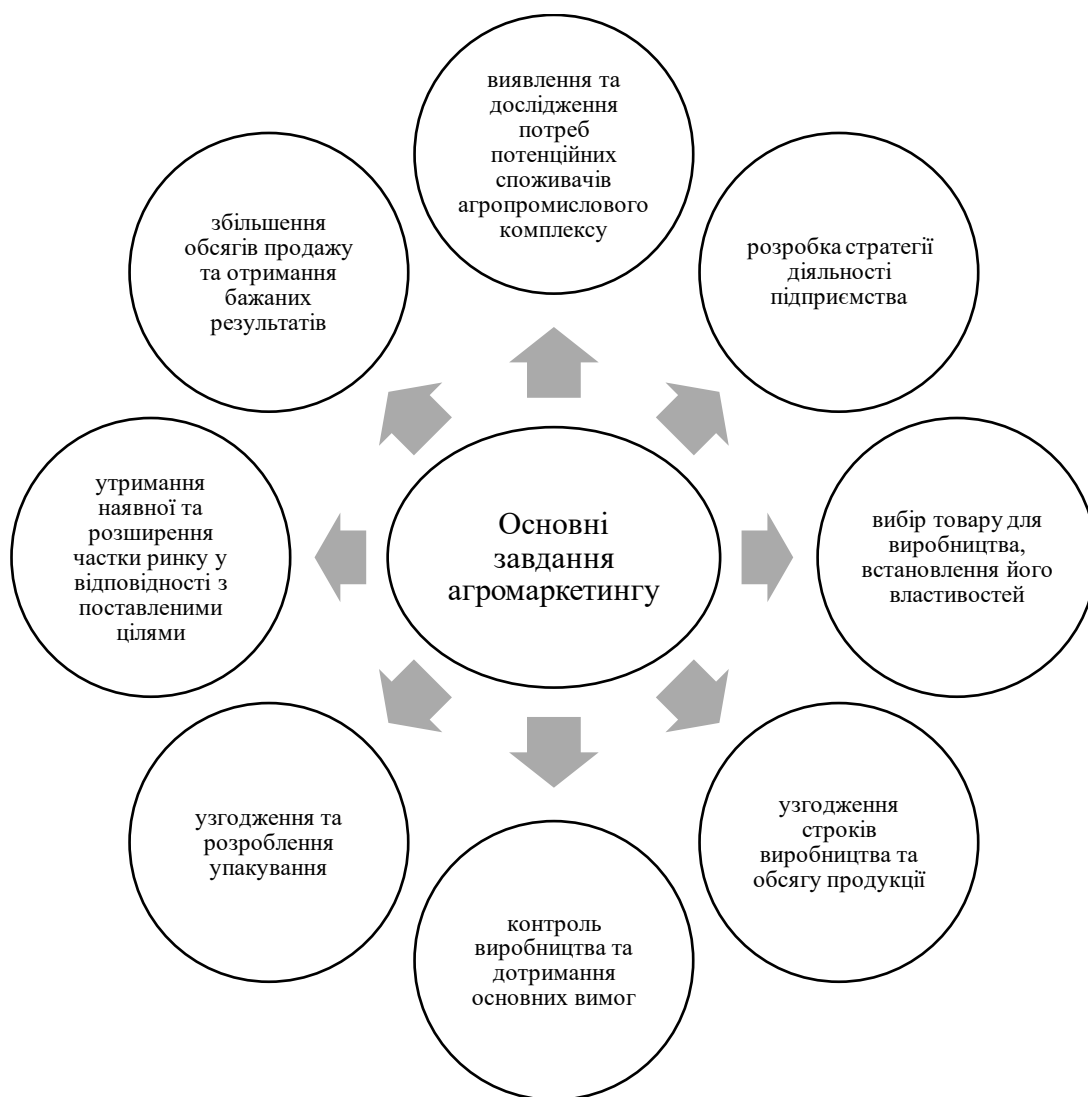 виявлення та
дослідження
потреб
потенційних
споживачів
агропромислового
комплексу
розробка стратегії
діяльності
підприємства
вибір товару для
виробництва,
встановлення його
властивостей
узгодження
строків
виробництва та
обсягу продукції
контроль
виробництва та
дотримання
основних вимог
узгодження та
розроблення
упакування
утримання
наявної та
розширення
частки ринку у
відповідності з
поставленими
цілями
збільшення
обсягів продажу
та отримання
бажаних
результатів
Основні
завдання
агромаркетингу